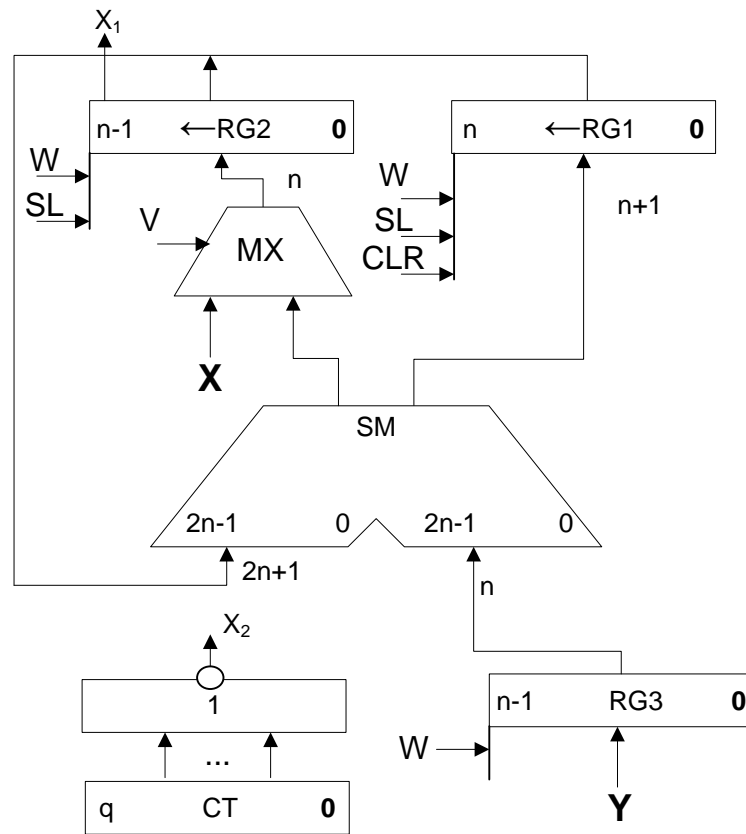 X₁
n-1 ←RG2 0
n ←RG1 0
W
SL
n
W
SL
CLR
n+1
V
MX
X
SM
2n-1 0 2n-1 0
2n+1
n
X₂
1
...
q CT 0
n-1 RG3 0
W
Y